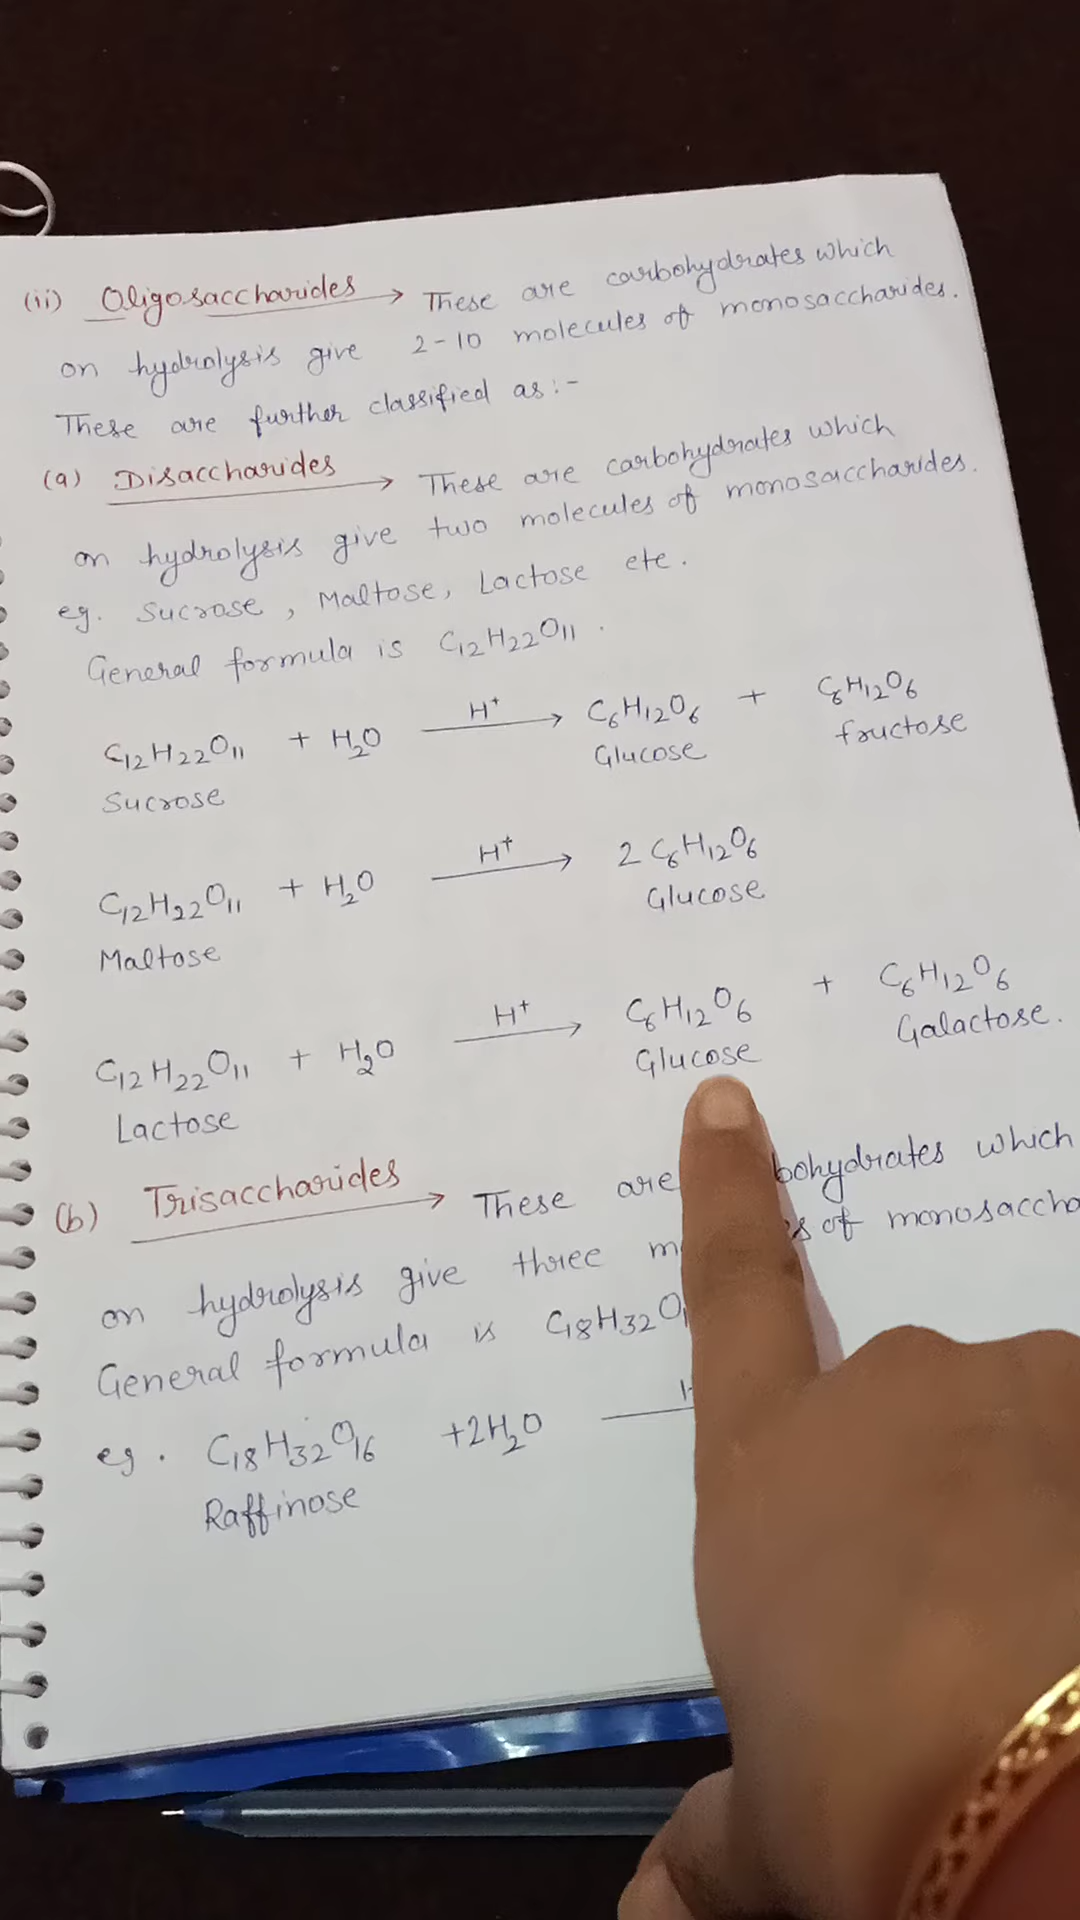 (ii) Oligosaccharides → These are carbohydrates which
on hydrolysis give 2-10 molecules of monosaccharides.
These are further classified as:-
(a) Disaccharides → These are carbohydrates which
on hydrolysis give two molecules of monosaccharides.
eg. Sucrose, Maltose, Lactose etc.
General formula is C12H22O11.
C12H22O11 + H2O H+ → C6H12O6 + C6H12O6
Sucrose Glucose fructose
C12H22O11 + H2O H+ → 2 C6H12O6
Maltose Glucose
C12H22O11 + H2O H+ → C6H12O6 + C6H12O6
Lactose Glucose Galactose.
(b) Trisaccharides → These are bohydrates which
on hydrolysis give three m s of monosaccha
General formula is C18H32O1
eg. C18H32O16 +2H2O
Raffinose